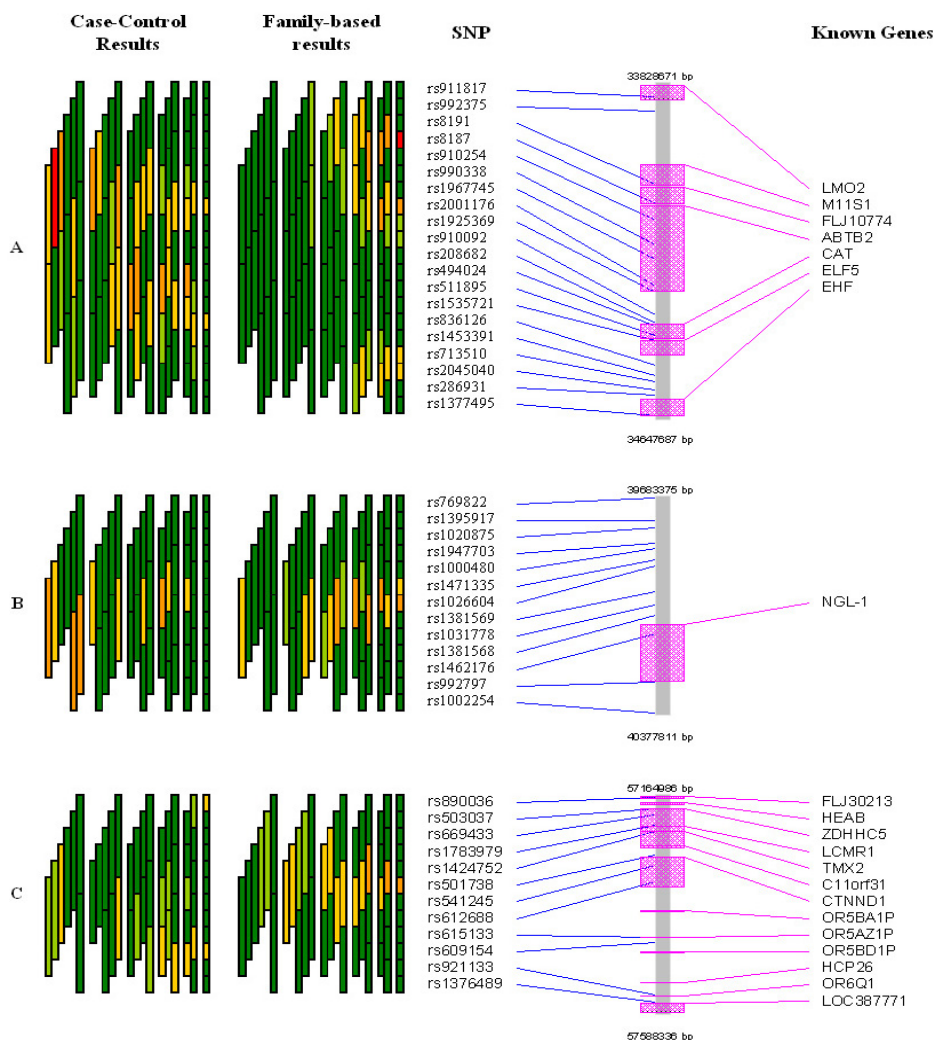 Case-Control Results
Family-based results
SNP
Known Genes
A
rs911817
rs992375
rs8191
rs8187
rs910254
rs990338
rs1967745
rs2001176
rs1925369
rs910092
rs208682
rs494024
rs511895
rs1535721
rs836126
rs1453391
rs713510
rs2045040
rs286931
rs1377495
33828671 bp
34647687 bp
LMO2
M11S1
FLJ10774
ABTB2
CAT
ELF5
EHF
B
rs769822
rs1395917
rs1020875
rs1947703
rs1000480
rs1471335
rs1026604
rs1381569
rs1031778
rs1381568
rs1462176
rs992797
rs1002254
39683375 bp
40377811 bp
NGL-1
C
rs890036
rs503037
rs669433
rs1783979
rs1424752
rs501738
rs541245
rs612688
rs615133
rs609154
rs921133
rs1376489
57164986 bp
57588336 bp
FLJ30213
HEAB
ZDHHC5
LCMR1
TMX2
C11orf31
CTNND1
OR5BA1P
OR5AZ1P
OR5BD1P
HCP26
OR6Q1
LOC387771